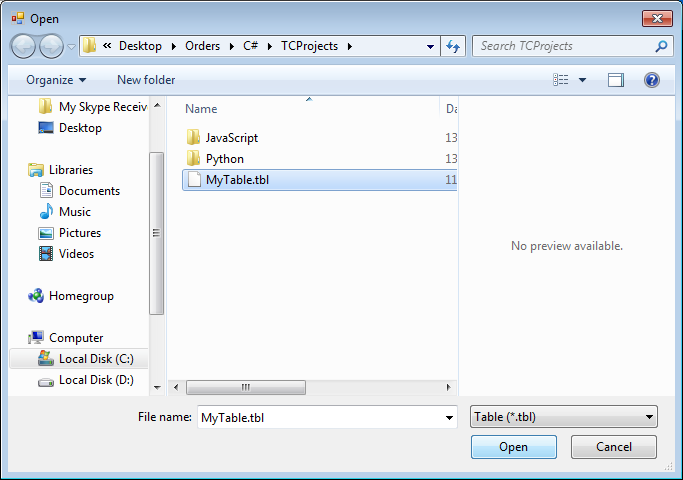 Open
« Desktop Orders C# TCProjects
Search TCProjects
Organize New folder
My Skype Receiv
Desktop
Libraries
Documents
Music
Pictures
Videos
Homegroup
Computer
Local Disk (C:)
Local Disk (D:)
Name Da
JavaScript 13
Python 13
MyTable.tbl 11
No preview available.
File name: MyTable.tbl Table (*.tbl)
Open Cancel